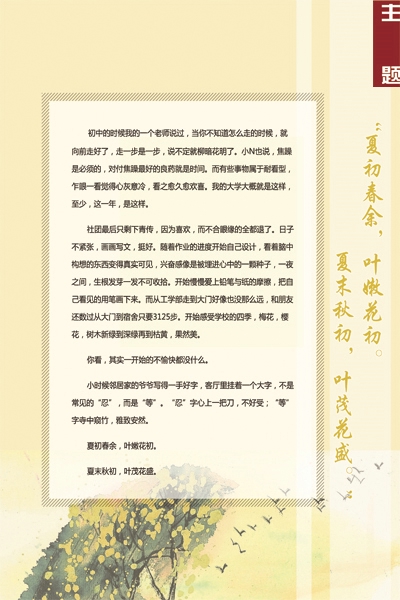 主
题
“夏初春余，叶嫩花初。
夏末秋初，叶茂花盛。”
初中的时候我的一个老师说过，当你不知道怎么走的时候，就
向前走好了，走一步是一步，说不定就柳暗花明了。小N也说，焦躁
是必须的，对付焦躁最好的良药就是时间。而有些事物属于耐看型，
乍眼一看觉得心灰意冷，看之愈久愈欢喜。我的大学大概就是这样，
至少，这一年，是这样。
社团最后只剩下青传，因为喜欢，而不合眼缘的全都退了。日子
不紧张，画画写文，挺好。随着作业的进度开始自己设计，看着脑中
构想的东西变得真实可见，兴奋感像是被埋进心中的一颗种子，一夜
之间，生根发芽一发不可收拾。开始慢慢爱上铅笔与纸的摩擦，把自
己看见的用笔画下来。而从工学部走到大门好像也没那么远，和朋友
还数过从大门到宿舍只要3125步。开始感受学校的四季，梅花，樱
花，树木新绿到深绿再到枯黄，果然美。
你看，其实一开始的不愉快都没什么。
小时候邻居家的爷爷写得一手好字，客厅里挂着一个大字，不是
常见的“忍”，而是“等”。“忍”字心上一把刀，不好受；“等”
字寺中窥竹，雅致安然。
夏初春余，叶嫩花初。
夏末秋初，叶茂花盛。